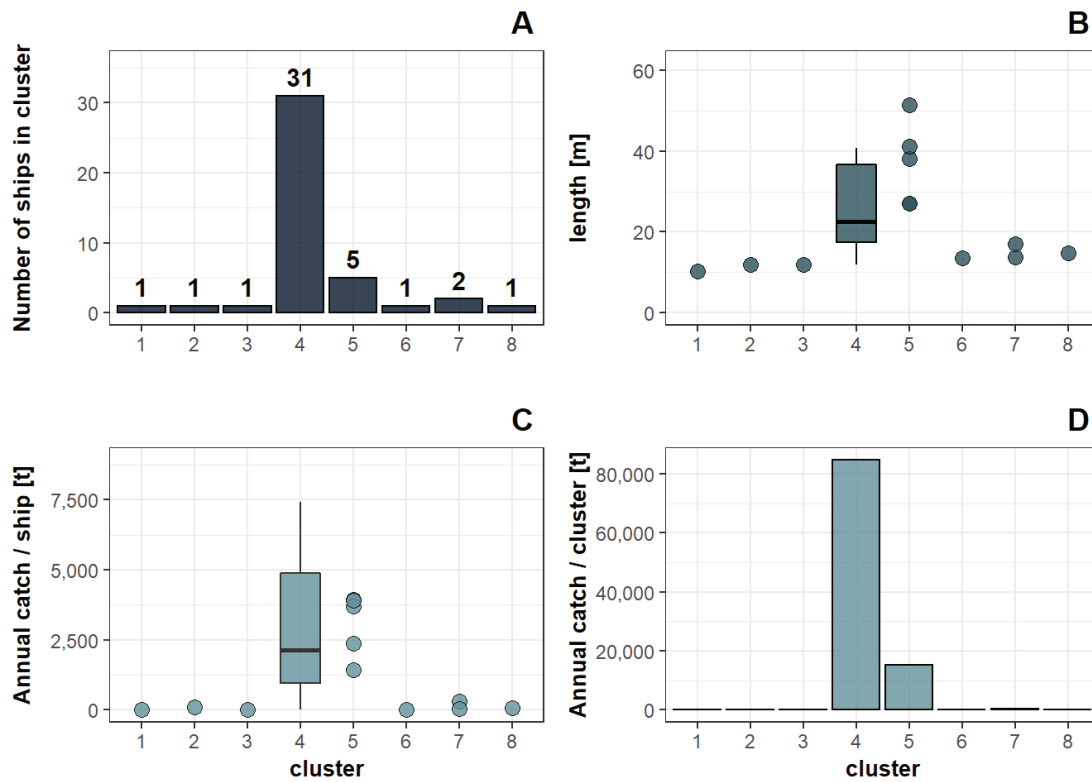 A
Number of ships in cluster
30
20
10
0
1
1
1
31
5
1
2
1
1 2 3 4 5 6 7 8
B
length [m]
60
40
20
0
1 2 3 4 5 6 7 8
C
Annual catch / ship [t]
7,500
5,000
2,500
0
1 2 3 4 5 6 7 8
cluster
D
Annual catch / cluster [t]
80,000
60,000
40,000
20,000
0
1 2 3 4 5 6 7 8
cluster